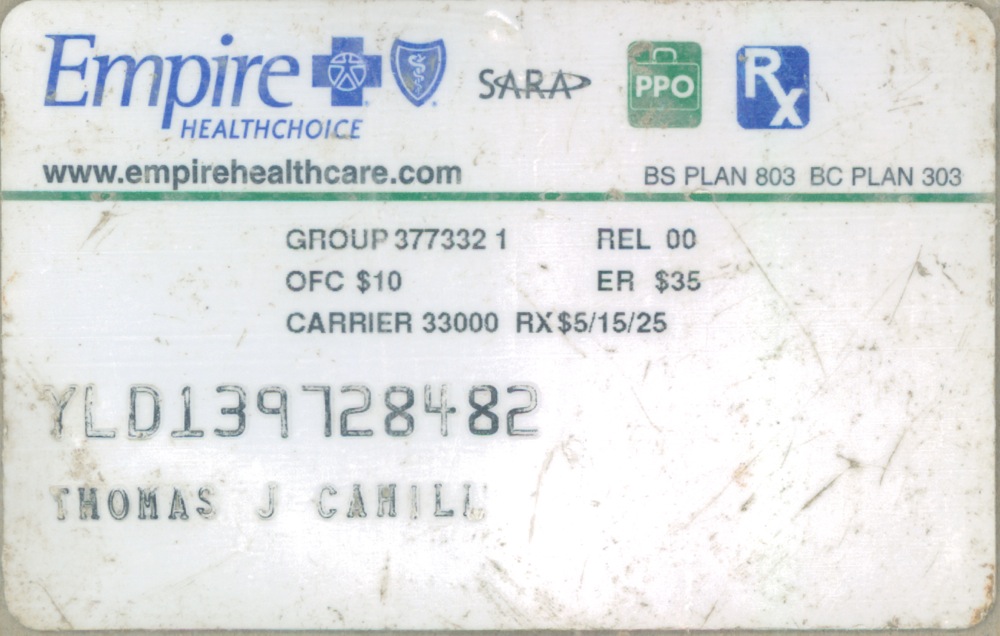 Empire SARA PPO Rx
HEALTHCHOICE
www.empirehealthcare.com BS PLAN 803 BC PLAN 303
GROUP 377332 1 REL 00
OFC $10 ER $35
CARRIER 33000 RX $5/15/25
YLD139728482
THOMAS J CAHILL